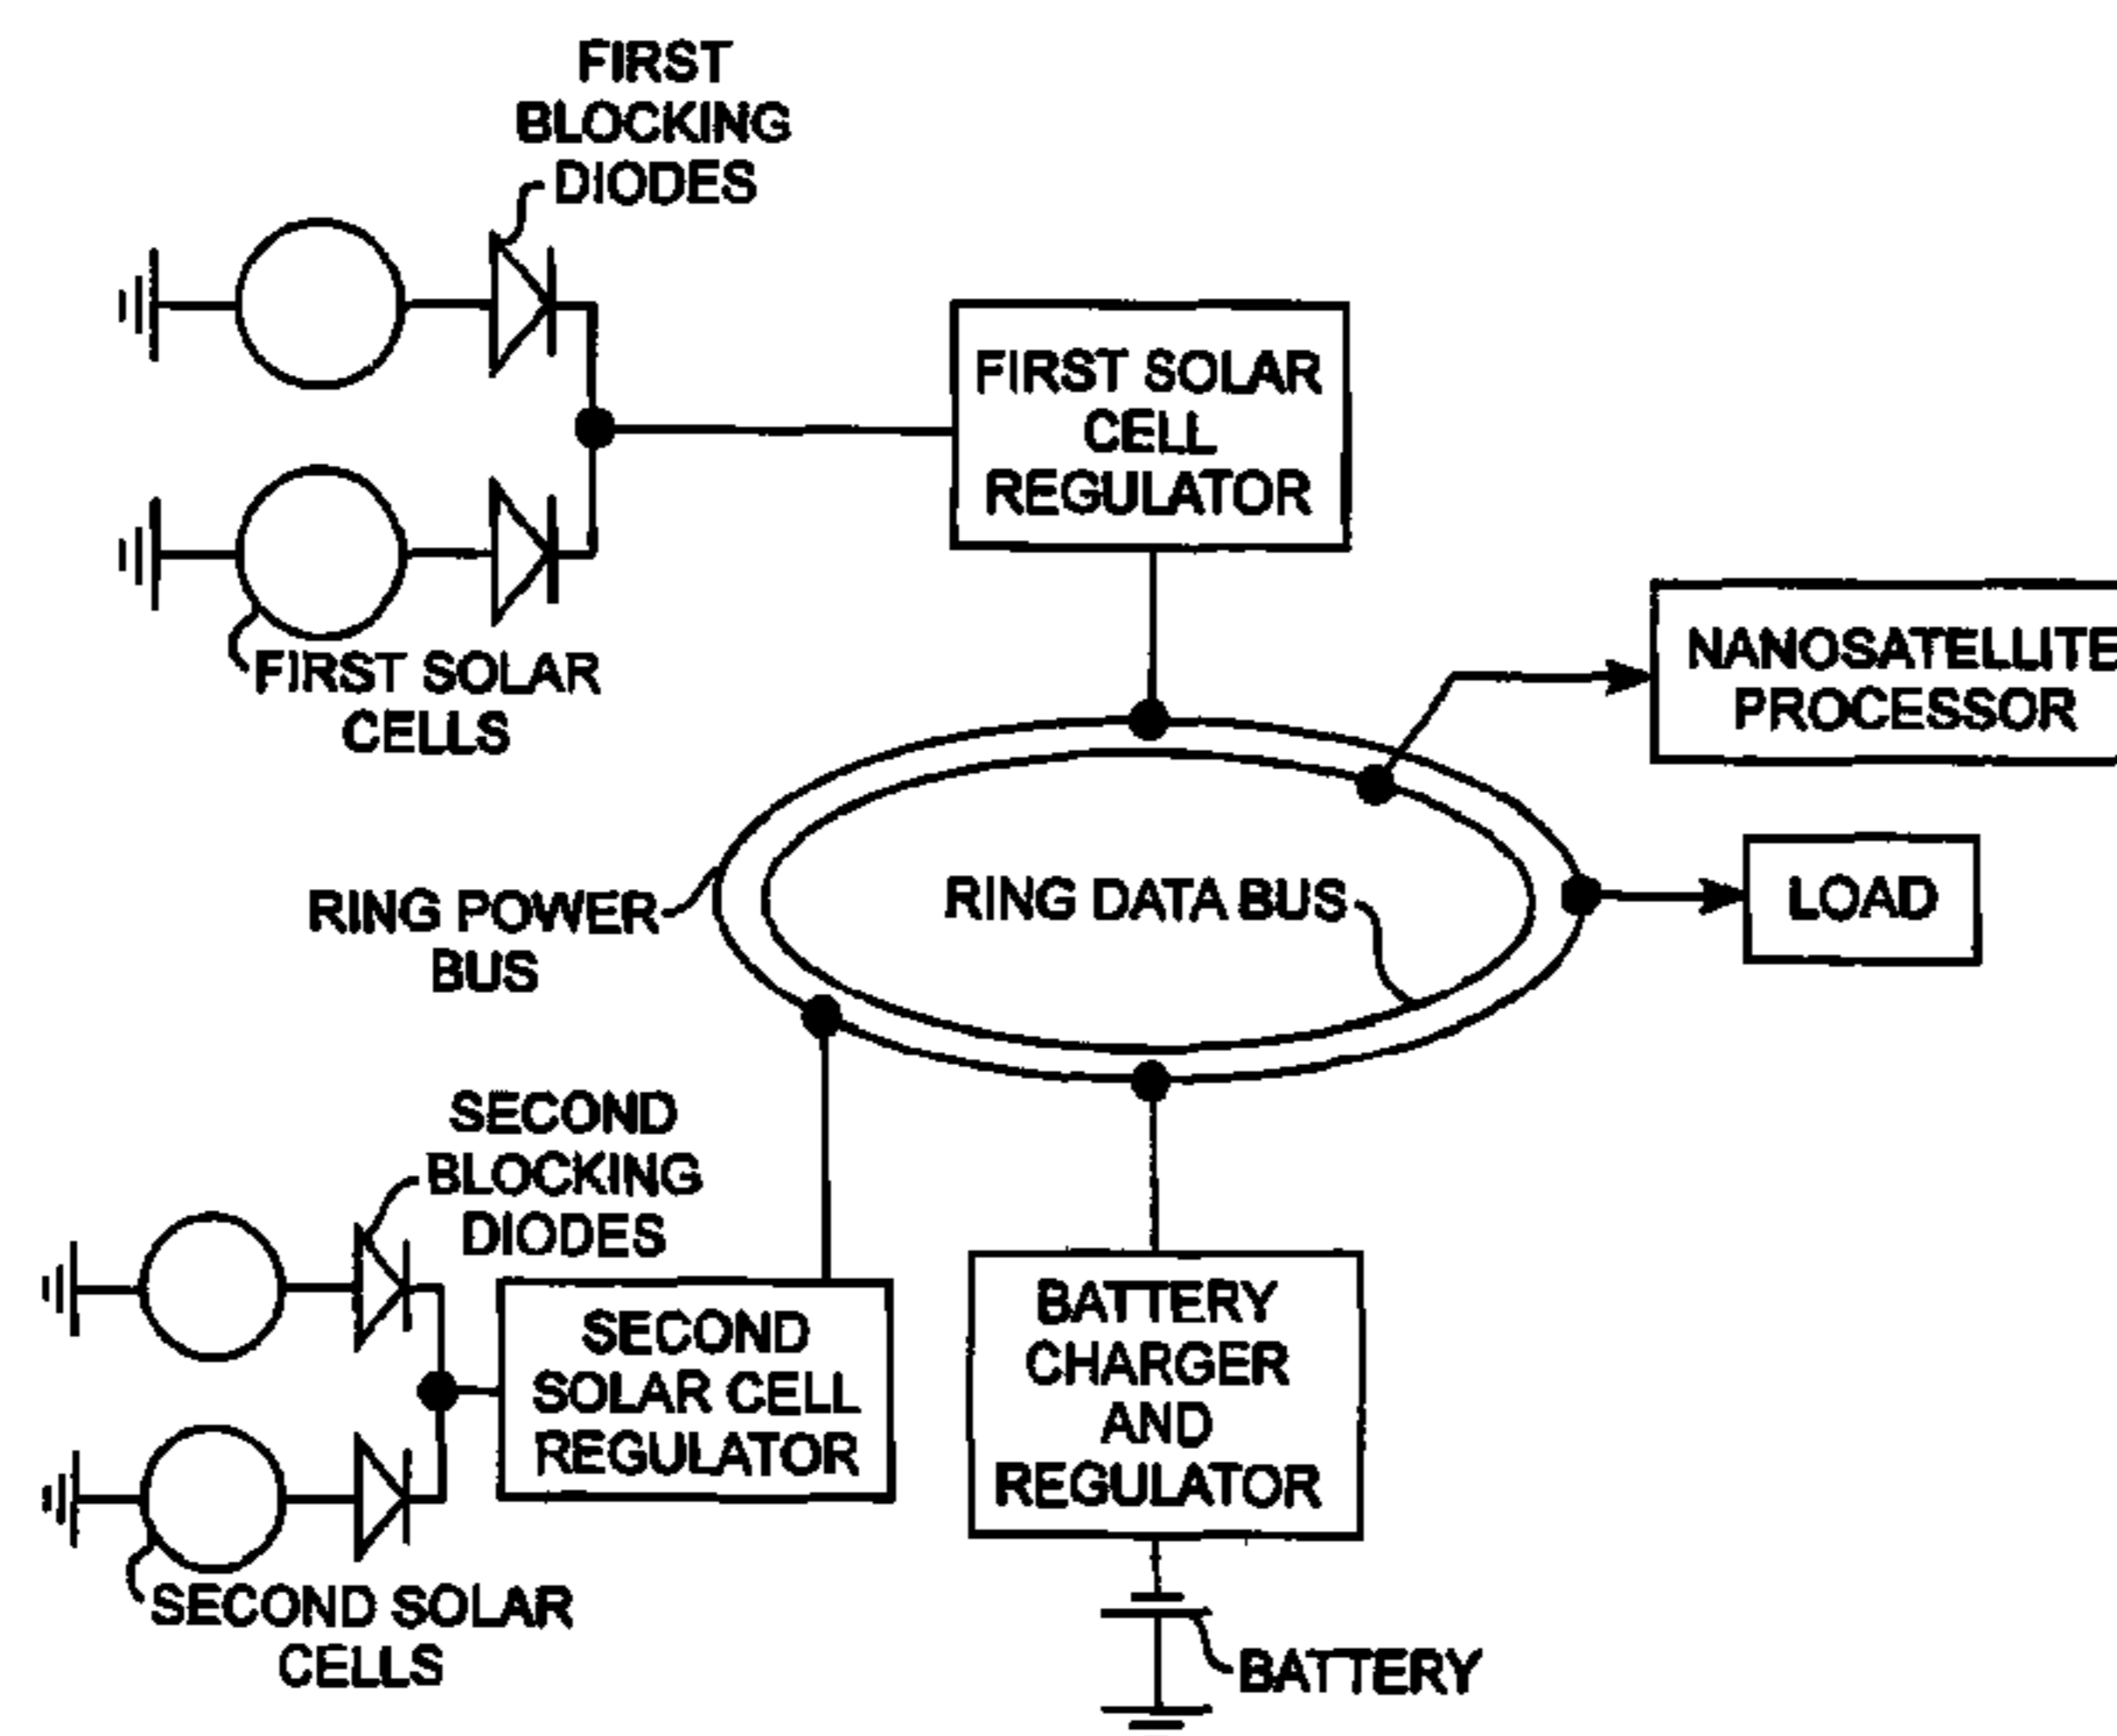 FIRST
BLOCKING
DIODES
FIRST SOLAR
CELL
REGULATOR
FIRST SOLAR
CELLS
NANOSATELLITE
PROCESSOR
RING POWER
BUS
RING DATA BUS
LOAD
SECOND
BLOCKING
DIODES
SECOND
SOLAR CELL
REGULATOR
BATTERY
CHARGER
AND
REGULATOR
SECOND SOLAR
CELLS
BATTERY